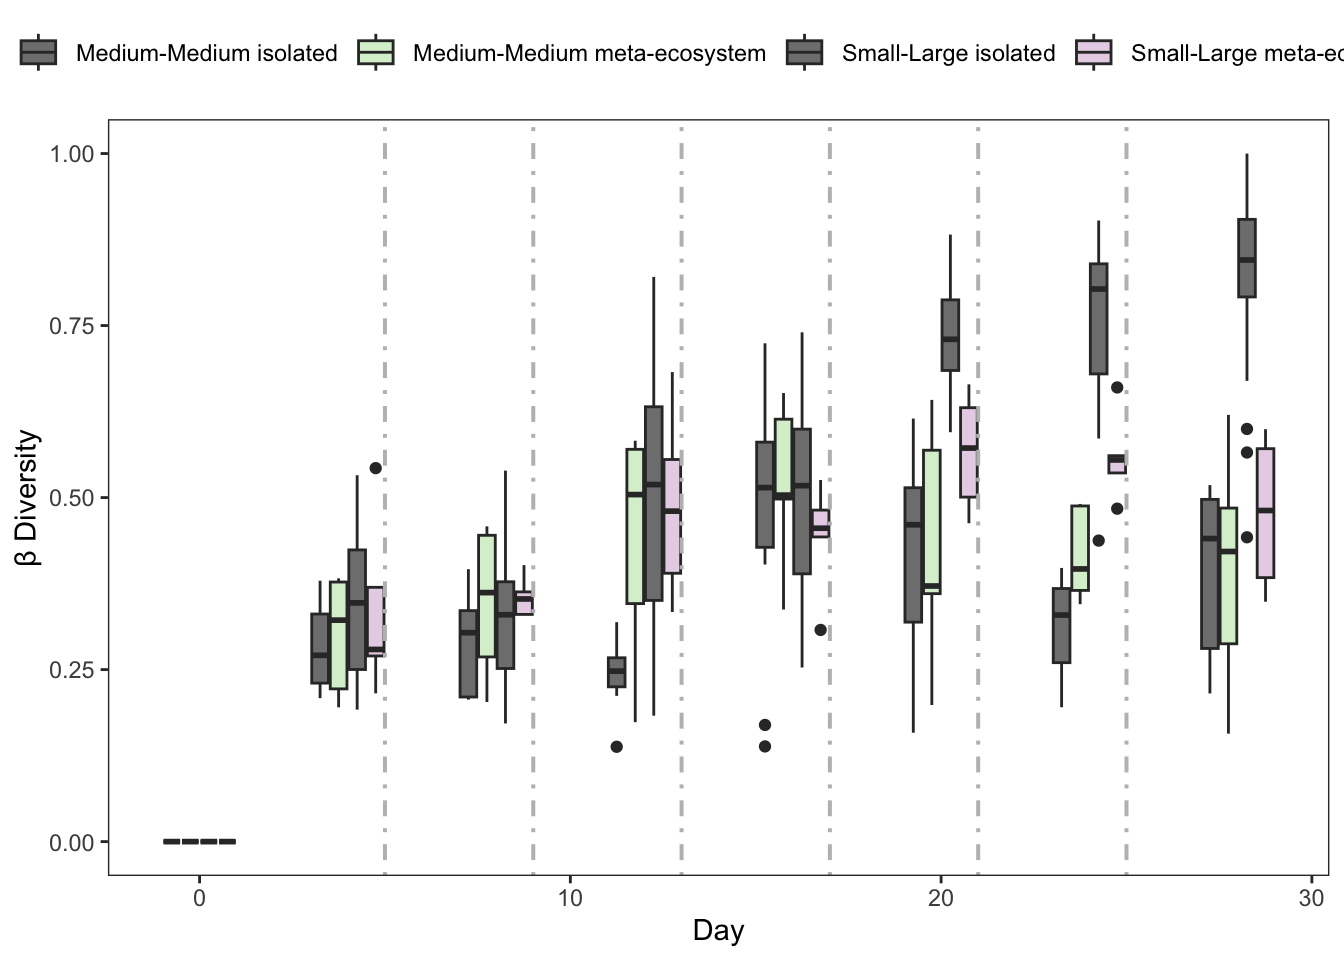 Medium-Medium isolated Medium-Medium meta-ecosystem Small-Large isolated Small-Large meta-ec
1.00
0.75
0.50
0.25
0.00
β Diversity
0 10 20 30
Day